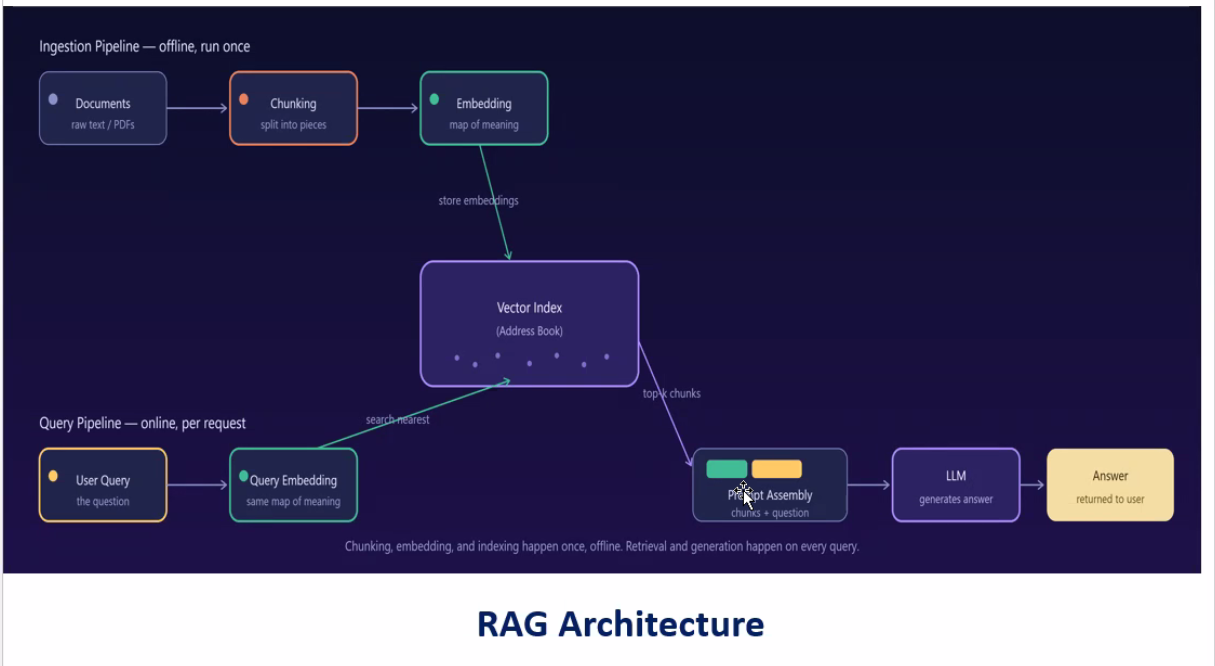 Ingestion Pipeline — offline, run once
Documents
raw text / PDFs
Chunking
split into pieces
Embedding
map of meaning
store embeddings
Vector Index
(Address Book)
top-k chunks
search nearest
Query Pipeline — online, per request
User Query
the question
Query Embedding
same map of meaning
Prompt Assembly
chunks + question
LLM
generates answer
Answer
returned to user
Chunking, embedding, and indexing happen once, offline. Retrieval and generation happen on every query.
RAG Architecture